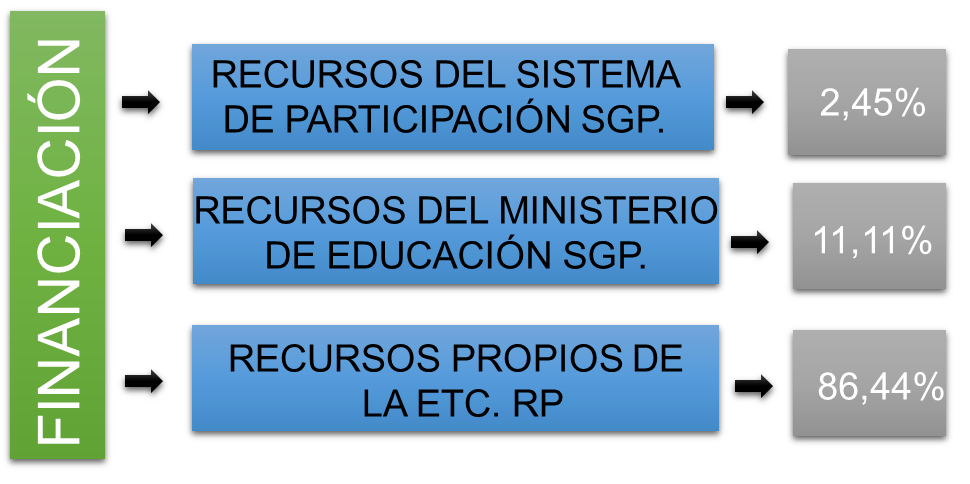 FINANCIACIÓN
RECURSOS DEL SISTEMA
DE PARTICIPACIÓN SGP.
2,45%
RECURSOS DEL MINISTERIO
DE EDUCACIÓN SGP.
11,11%
RECURSOS PROPIOS DE
LA ETC. RP
86,44%